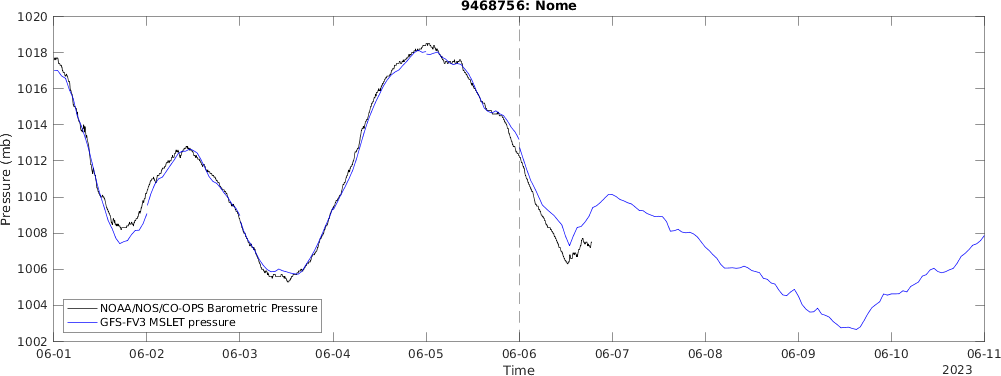 9468756: Nome
1020
1018
1016
1014
1012
1010
1008
1006
1004
1002
Pressure (mb)
NOAA/NOS/CO-OPS Barometric Pressure
GFS-FV3 MSLET pressure
06-01 06-02 06-03 06-04 06-05 06-06 06-07 06-08 06-09 06-10 06-11
Time
2023